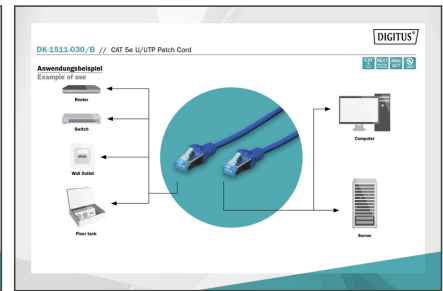 DIGITUS®
DK-1511-030/B // CAT 5e U/UTP Patch Cord
Anwendungsbeispiel
Example of use
Router
Switch
Wall Outlet
Floor tank
Computer
Server